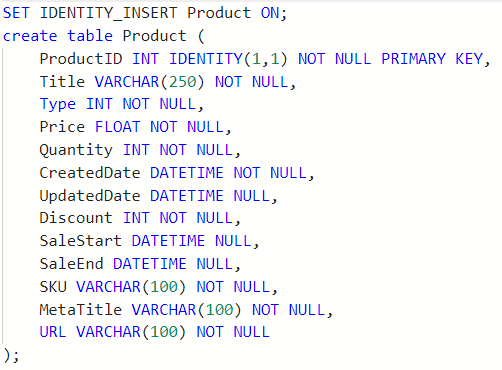 SET IDENTITY_INSERT Product ON;
create table Product (
    ProductID INT IDENTITY(1,1) NOT NULL PRIMARY KEY,
    Title VARCHAR(250) NOT NULL,
    Type INT NOT NULL,
    Price FLOAT NOT NULL,
    Quantity INT NOT NULL,
    CreatedDate DATETIME NOT NULL,
    UpdatedDate DATETIME NULL,
    Discount INT NOT NULL,
    SaleStart DATETIME NULL,
    SaleEnd DATETIME NULL,
    SKU VARCHAR(100) NOT NULL,
    MetaTitle VARCHAR(100) NOT NULL,
    URL VARCHAR(100) NOT NULL
);